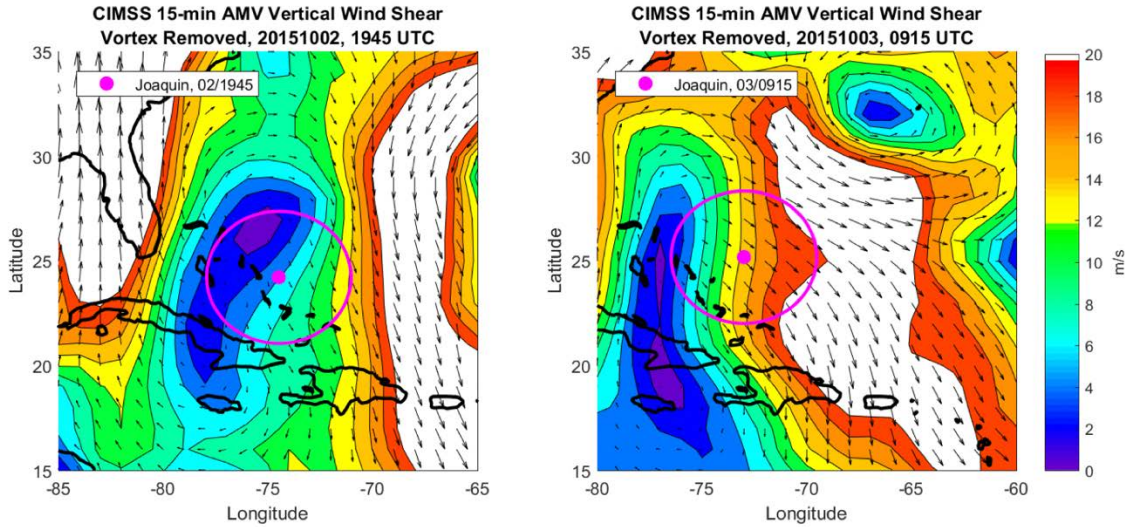 CIMSS 15-min AMV Vertical Wind Shear
Vortex Removed, 20151002, 1945 UTC
Joaquin, 02/1945
35
30
25
20
15
Latitude
-85
-80
-75
-70
-65
Longitude
CIMSS 15-min AMV Vertical Wind Shear
Vortex Removed, 20151003, 0915 UTC
Joaquin, 03/0915
35
30
25
20
15
Latitude
-80
-75
-70
-65
-60
Longitude
20
18
16
14
12
10
8
6
4
2
0
m/s